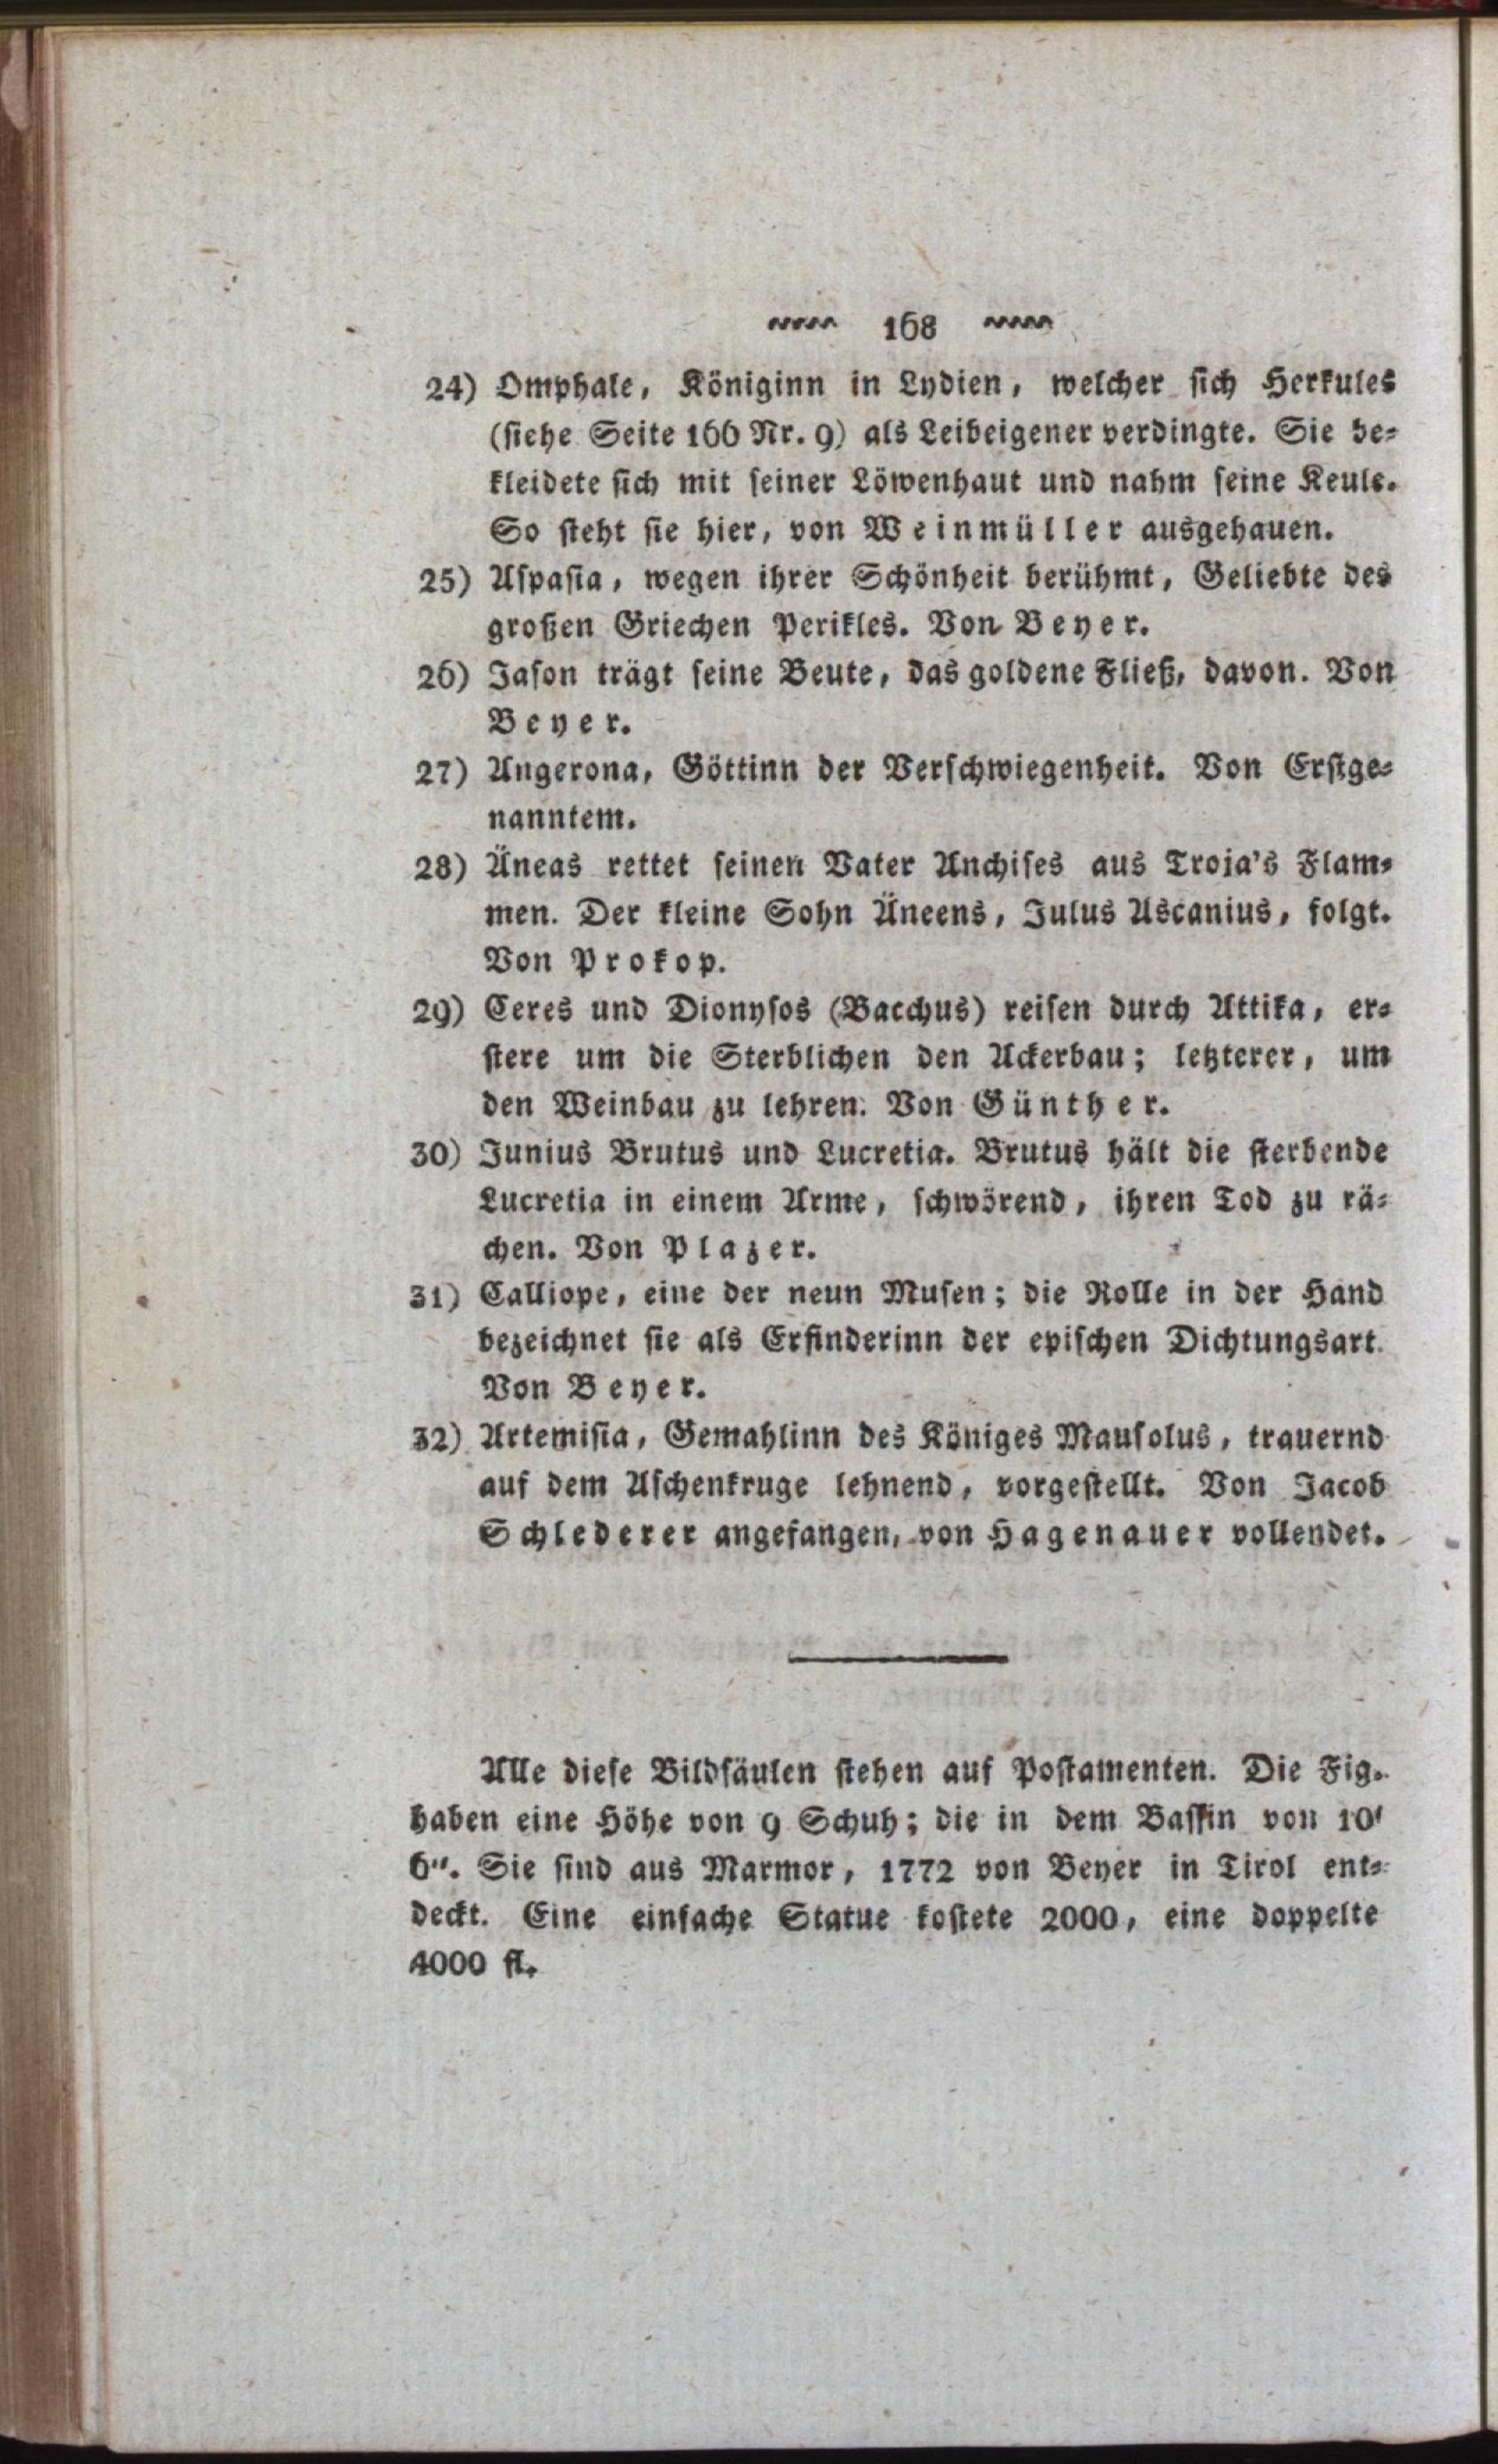 168
24) Omphale, Königinn in Lydien, welcher sich Herkules
(siehe Seite 166 Nr. 9) als Leibeigener verdingte. Sie be-
kleidete sich mit seiner Löwenhaut und nahm seine Keule.
So steht sie hier, von Weinmüller ausgehauen.
25) Aspasia, wegen ihrer Schönheit berühmt, Geliebte des
großen Griechen Perikles. Von Beyer.
26) Jason trägt seine Beute, das goldene Fließ, davon. Von
Beyer.
27) Angerona, Göttinn der Verschwiegenheit. Von Erstge-
nanntem.
28) Äneas rettet seinen Vater Anchises aus Troja's Flam-
men. Der kleine Sohn Äneens, Julus Ascanius, folgt.
Von Prokop.
29) Ceres und Dionysos (Bacchus) reisen durch Attika, er-
stere um die Sterblichen den Ackerbau; letzterer, um
den Weinbau zu lehren. Von Günther.
30) Junius Brutus und Lucretia. Brutus hält die sterbende
Lucretia in einem Arme, schwörend, ihren Tod zu rä-
chen. Von Plazer.
31) Calliope, eine der neun Musen; die Rolle in der Hand
bezeichnet sie als Erfinderinn der epischen Dichtungsart.
Von Beyer.
32) Artemisia, Gemahlinn des Königes Mausolus, trauernd
auf dem Aschenkruge lehnend, vorgestellt. Von Jacob
Schlederer angefangen, von Hagenauer vollendet.
Alle diese Bildsäulen stehen auf Postamenten. Die Fig.
haben eine Höhe von 9 Schuh; die in dem Bassin von 10'
6". Sie sind aus Marmor, 1772 von Beyer in Tirol ent-
deckt. Eine einfache Statue kostete 2000, eine doppelte
4000 fl.